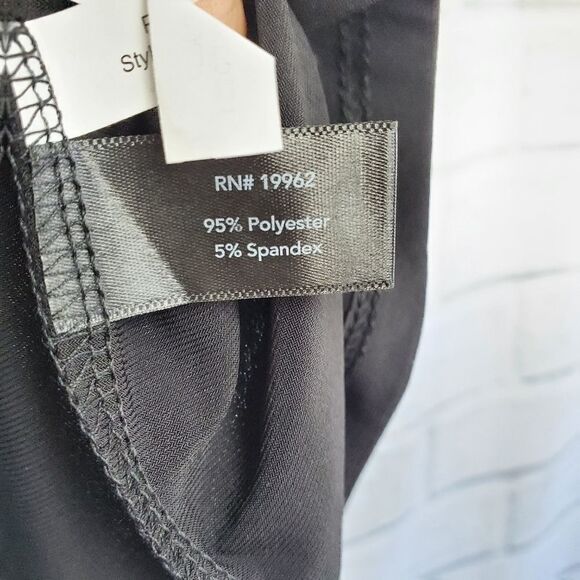 RN# 19962
95% Polyester
5% Spandex